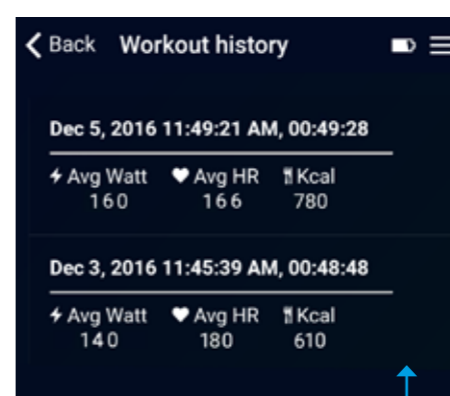 Back Workout history
Dec 5, 2016 11:49:21 AM, 00:49:28
Avg Watt Avg HR Kcal
160 166 780
Dec 3, 2016 11:45:39 AM, 00:48:48
Avg Watt Avg HR Kcal
140 180 610